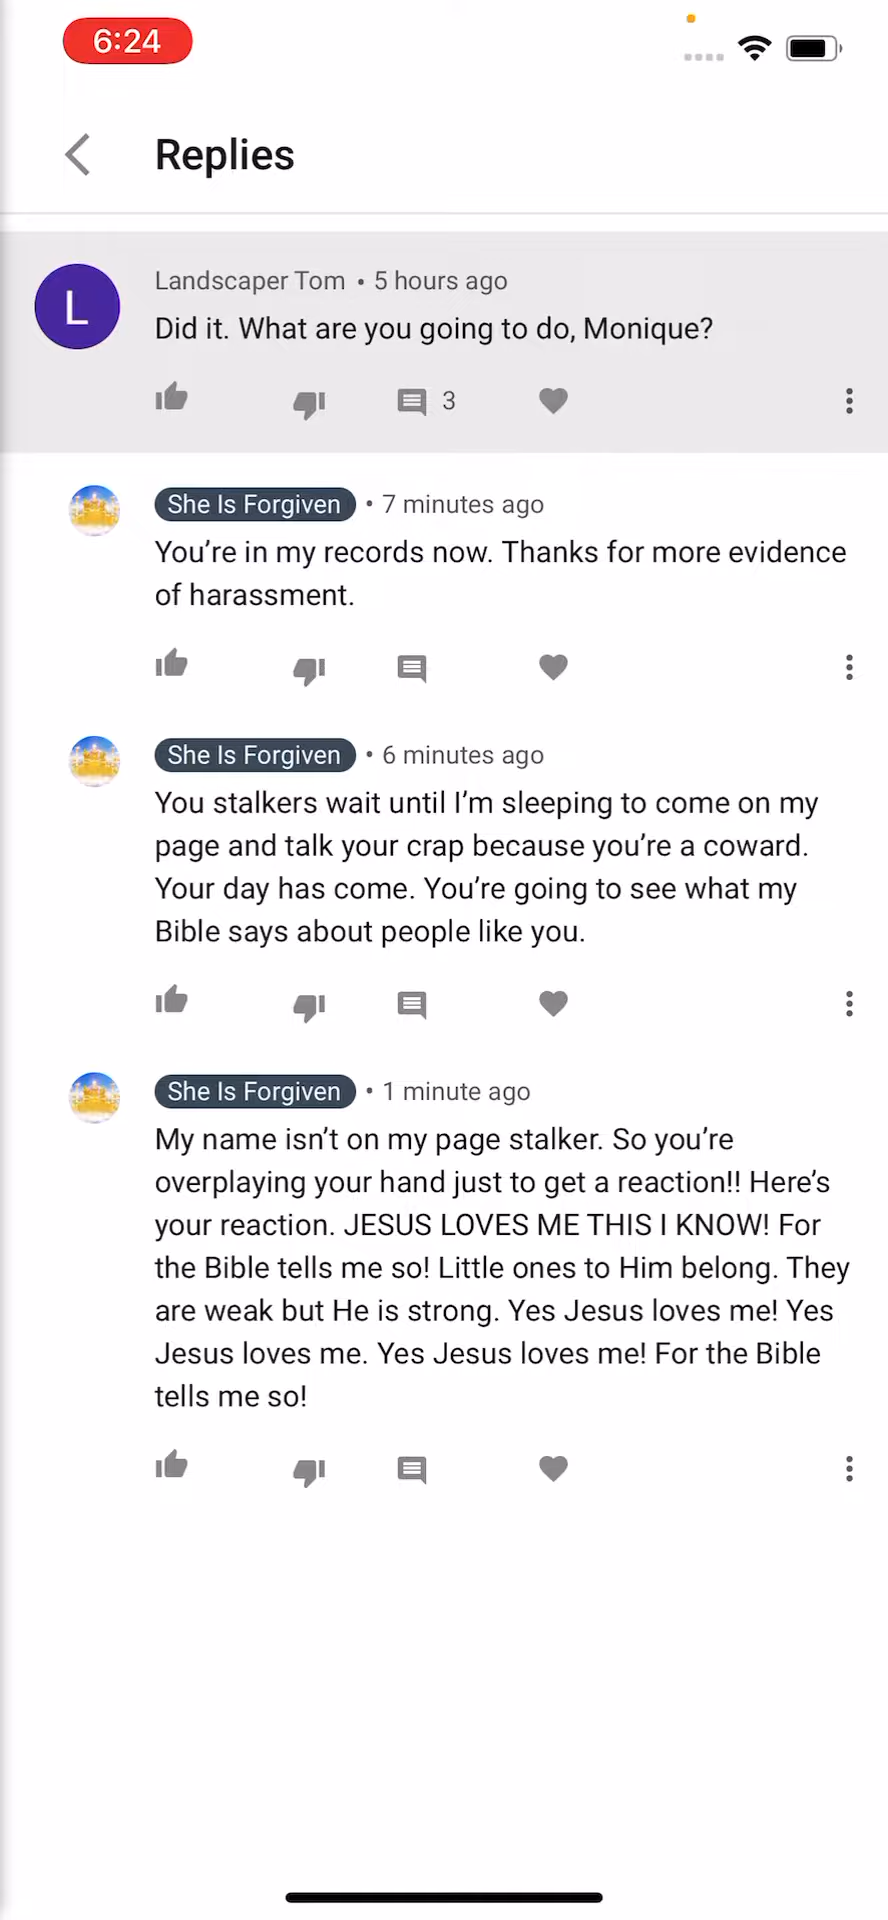 6:24
Replies
L
Landscaper Tom • 5 hours ago
Did it. What are you going to do, Monique?
3
She Is Forgiven • 7 minutes ago
You’re in my records now. Thanks for more evidence
of harassment.
She Is Forgiven • 6 minutes ago
You stalkers wait until I’m sleeping to come on my
page and talk your crap because you’re a coward.
Your day has come. You’re going to see what my
Bible says about people like you.
She Is Forgiven • 1 minute ago
My name isn’t on my page stalker. So you’re
overplaying your hand just to get a reaction!! Here’s
your reaction. JESUS LOVES ME THIS I KNOW! For
the Bible tells me so! Little ones to Him belong. They
are weak but He is strong. Yes Jesus loves me! Yes
Jesus loves me. Yes Jesus loves me! For the Bible
tells me so!